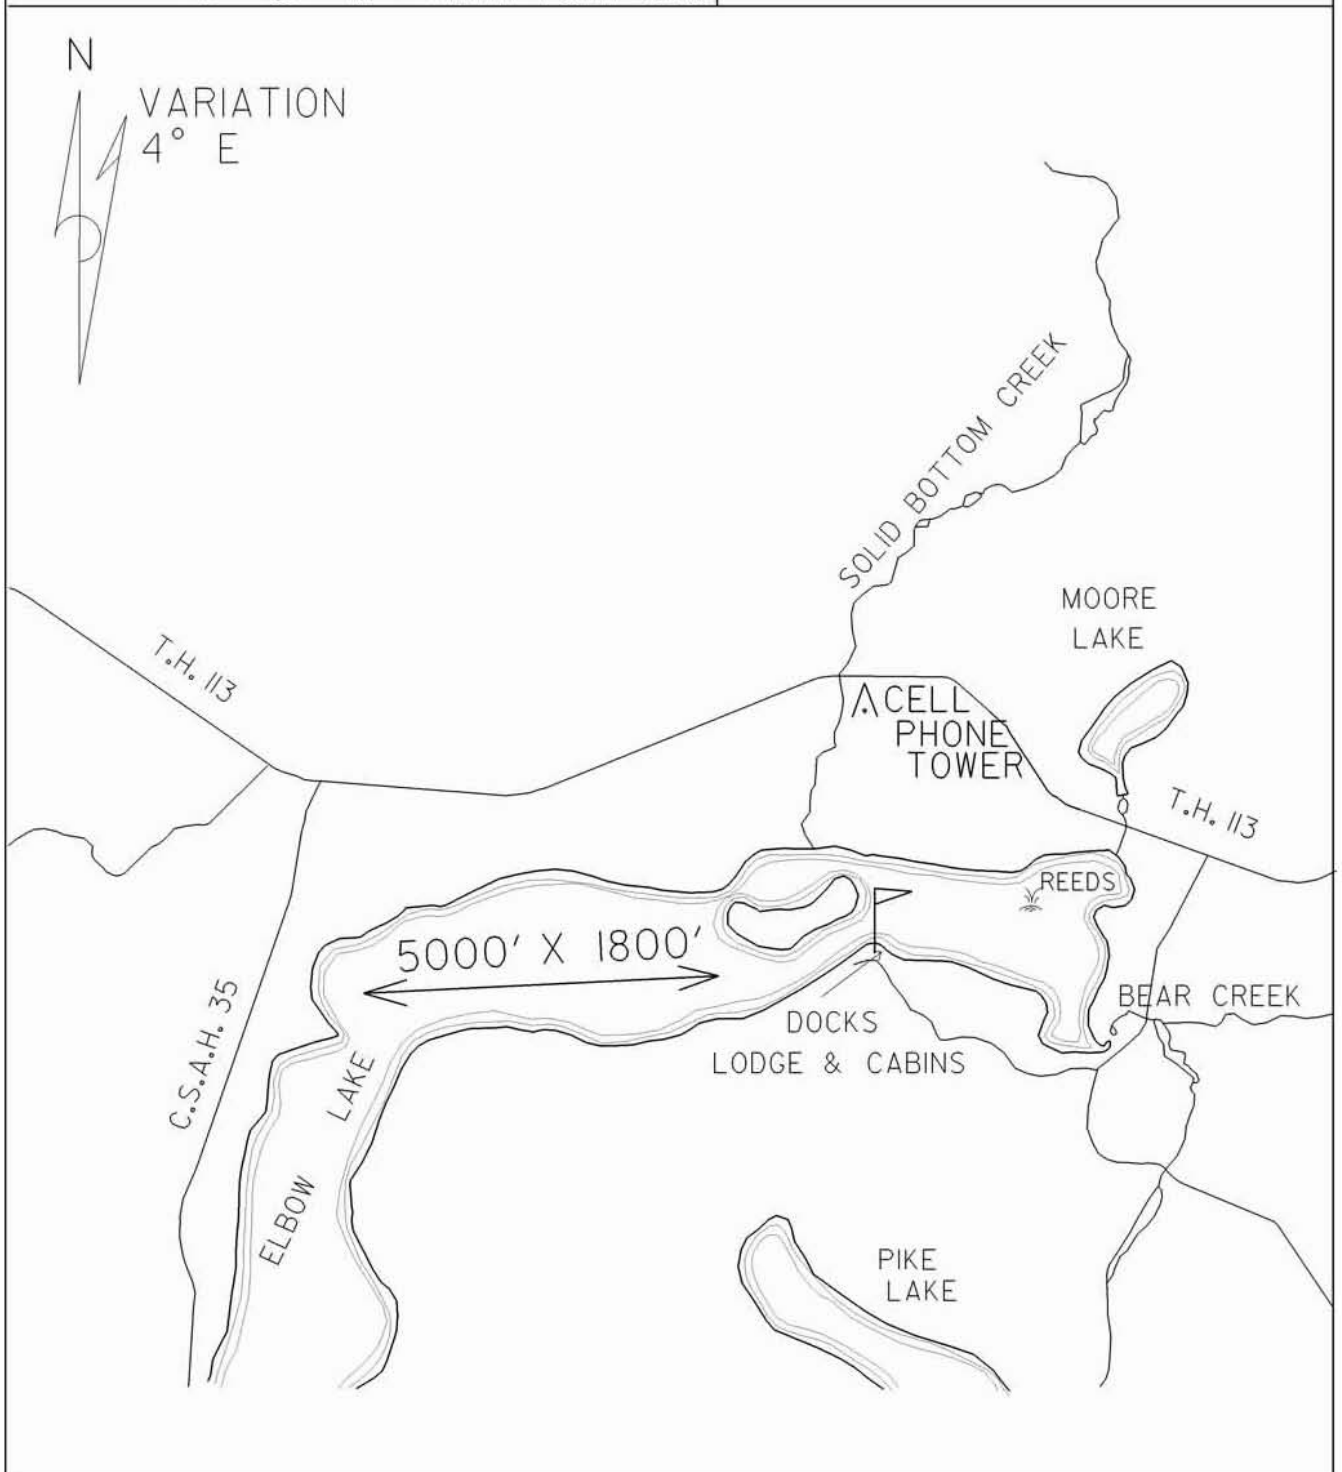 N
VARIATION
4° E
SOLID BOTTOM CREEK
MOORE
LAKE
T.H. 113
CELL
PHONE
TOWER
T.H. 113
REEDS
5000' X 1800'
C.S.A.H. 35
BEAR CREEK
DOCKS
LODGE & CABINS
ELBOW LAKE
PIKE
LAKE